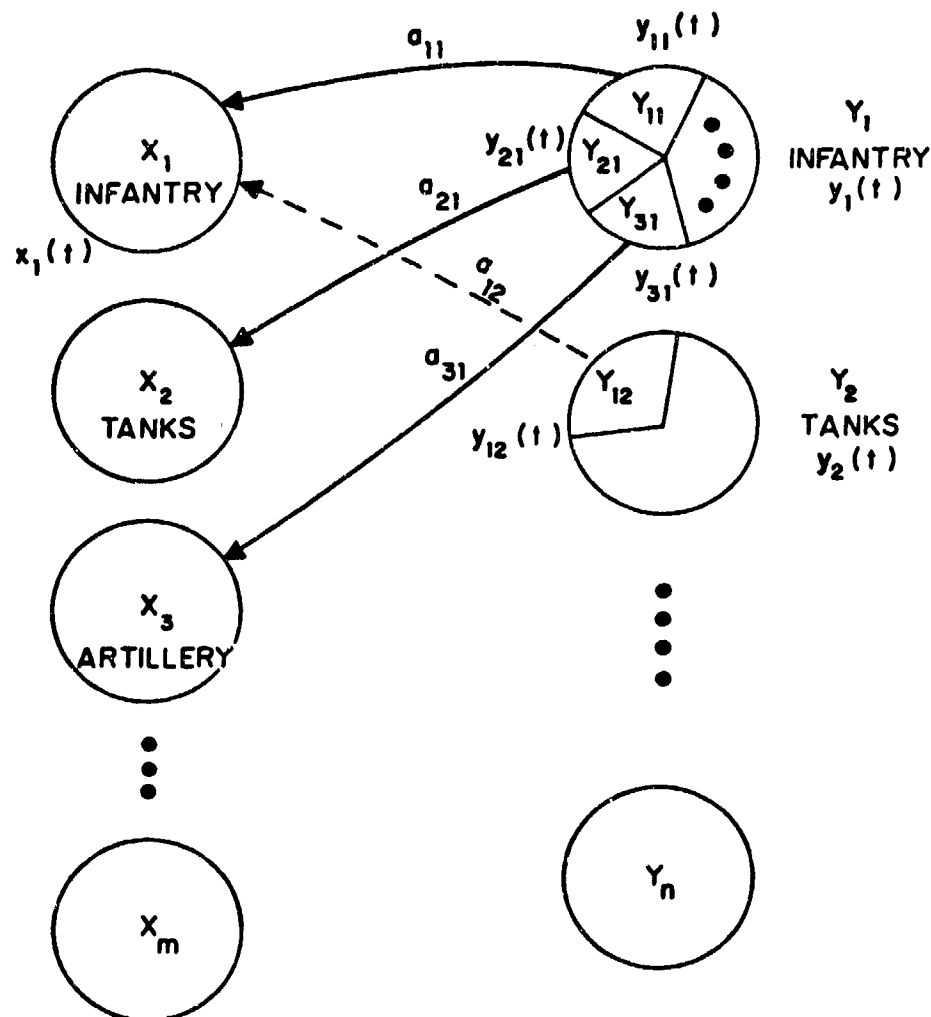 a₁₁
y₁₁(t)
X₁
INFANTRY
x₁(t)
Y₁₁
y₂₁(t)
Y₂₁
Y₃₁
y₃₁(t)
Y₁
INFANTRY
y₁(t)
a₂₁
a₁₂
a₃₁
X₂
TANKS
Y₁₂
y₁₂(t)
Y₂
TANKS
y₂(t)
X₃
ARTILLERY
Xₘ
Yₙ